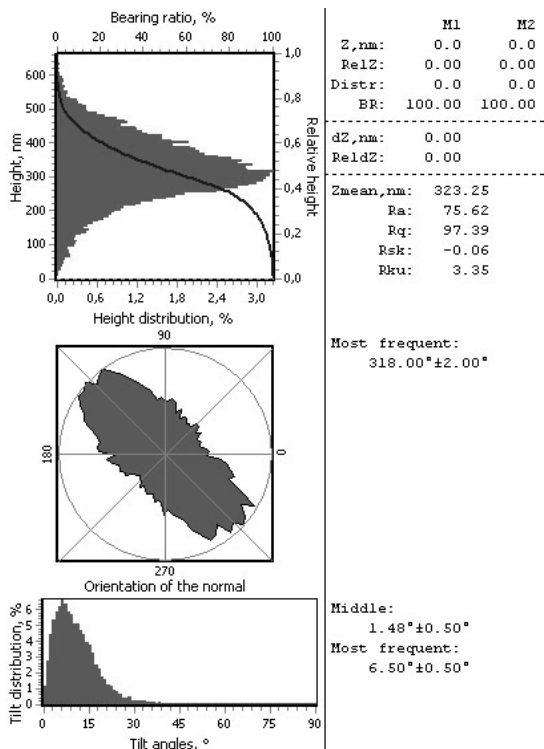 Bearing ratio, %
0 20 40 60 80 100
1,0
0,8
0,6
0,4
0,2
0,0
Relative height
Height, nm
600
500
400
300
200
100
0
0,0 0,6 1,2 1,8 2,4 3,0
Height distribution, %
90
180
0
270
Orientation of the normal
Tilt distribution, %
6
5
4
3
2
1
0
0 15 30 45 60 75 90
Tilt angles, °
M1 M2
Z,nm: 0.0 0.0
RelZ: 0.00 0.00
Distr: 0.0 0.0
BR: 100.00 100.00
dZ,nm: 0.00
ReldZ: 0.00
Zmean,nm: 323.25
Ra: 75.62
Rq: 97.39
Rsk: -0.06
Rku: 3.35
Most frequent:
318.00°±2.00°
Middle:
1.48°±0.50°
Most frequent:
6.50°±0.50°